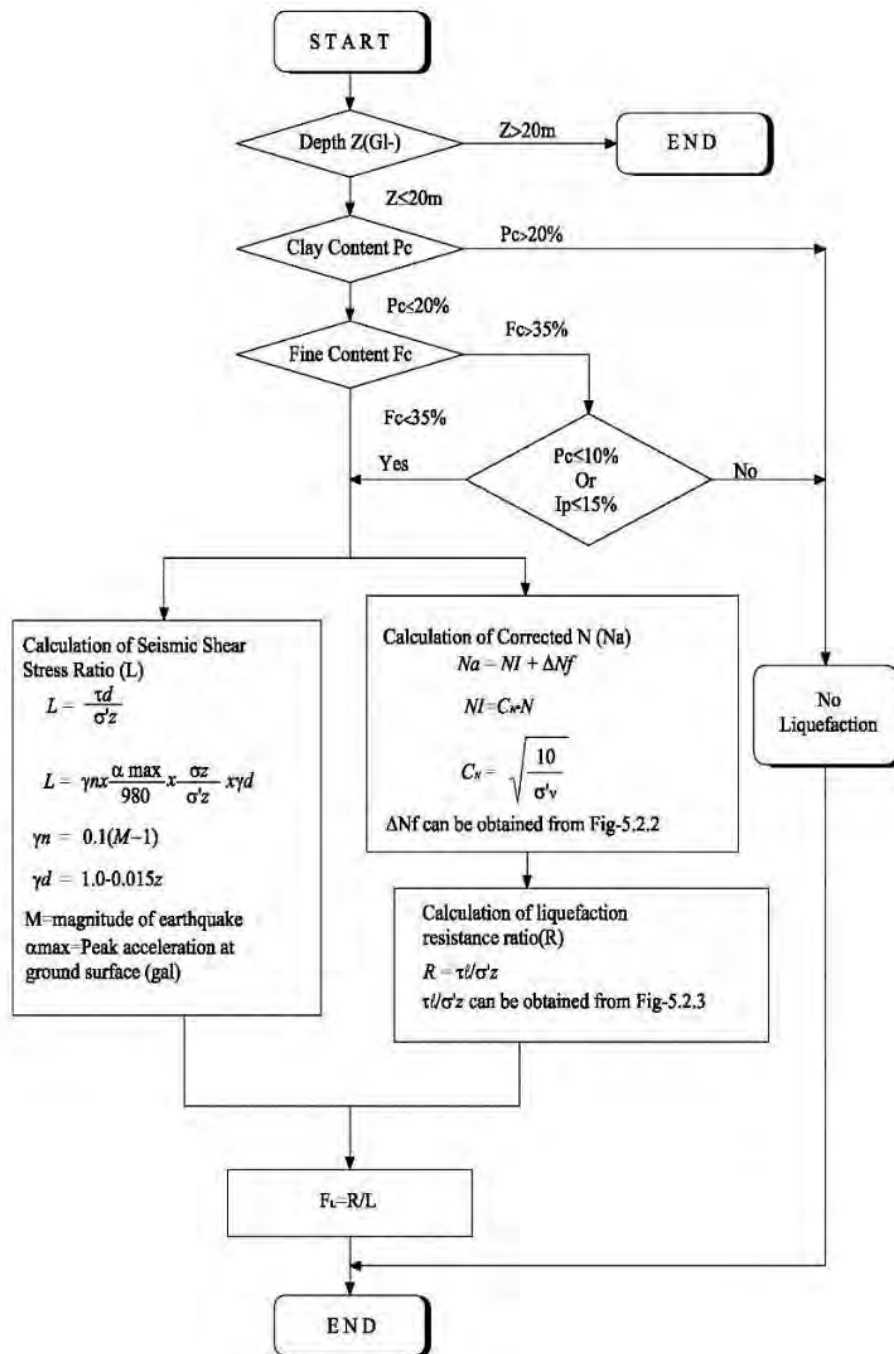 START
Depth Z(Gl-)
Z>20m
END
Z≤20m
Clay Content Pc
Pc>20%
Pc≤20%
Fine Content Fc
Fc>35%
Fc<35%
Pc≤10%
Or
Ip≤15%
Yes
No
Calculation of Seismic Shear
Stress Ratio (L)
L = τd/σ'z
L = γnx α max/980 x σz/σ'z xγd
γn = 0.1(M–1)
γd = 1.0-0.015z
M=magnitude of earthquake
αmax=Peak acceleration at
ground surface (gal)
Calculation of Corrected N (Na)
Na = NI + ΔNf
NI=CN•N
CN = √10/σ'v
ΔNf can be obtained from Fig-5.2.2
Calculation of liquefaction
resistance ratio(R)
R = τℓ/σ'z
τℓ/σ'z can be obtained from Fig-5.2.3
No
Liquefaction
FL=R/L
END